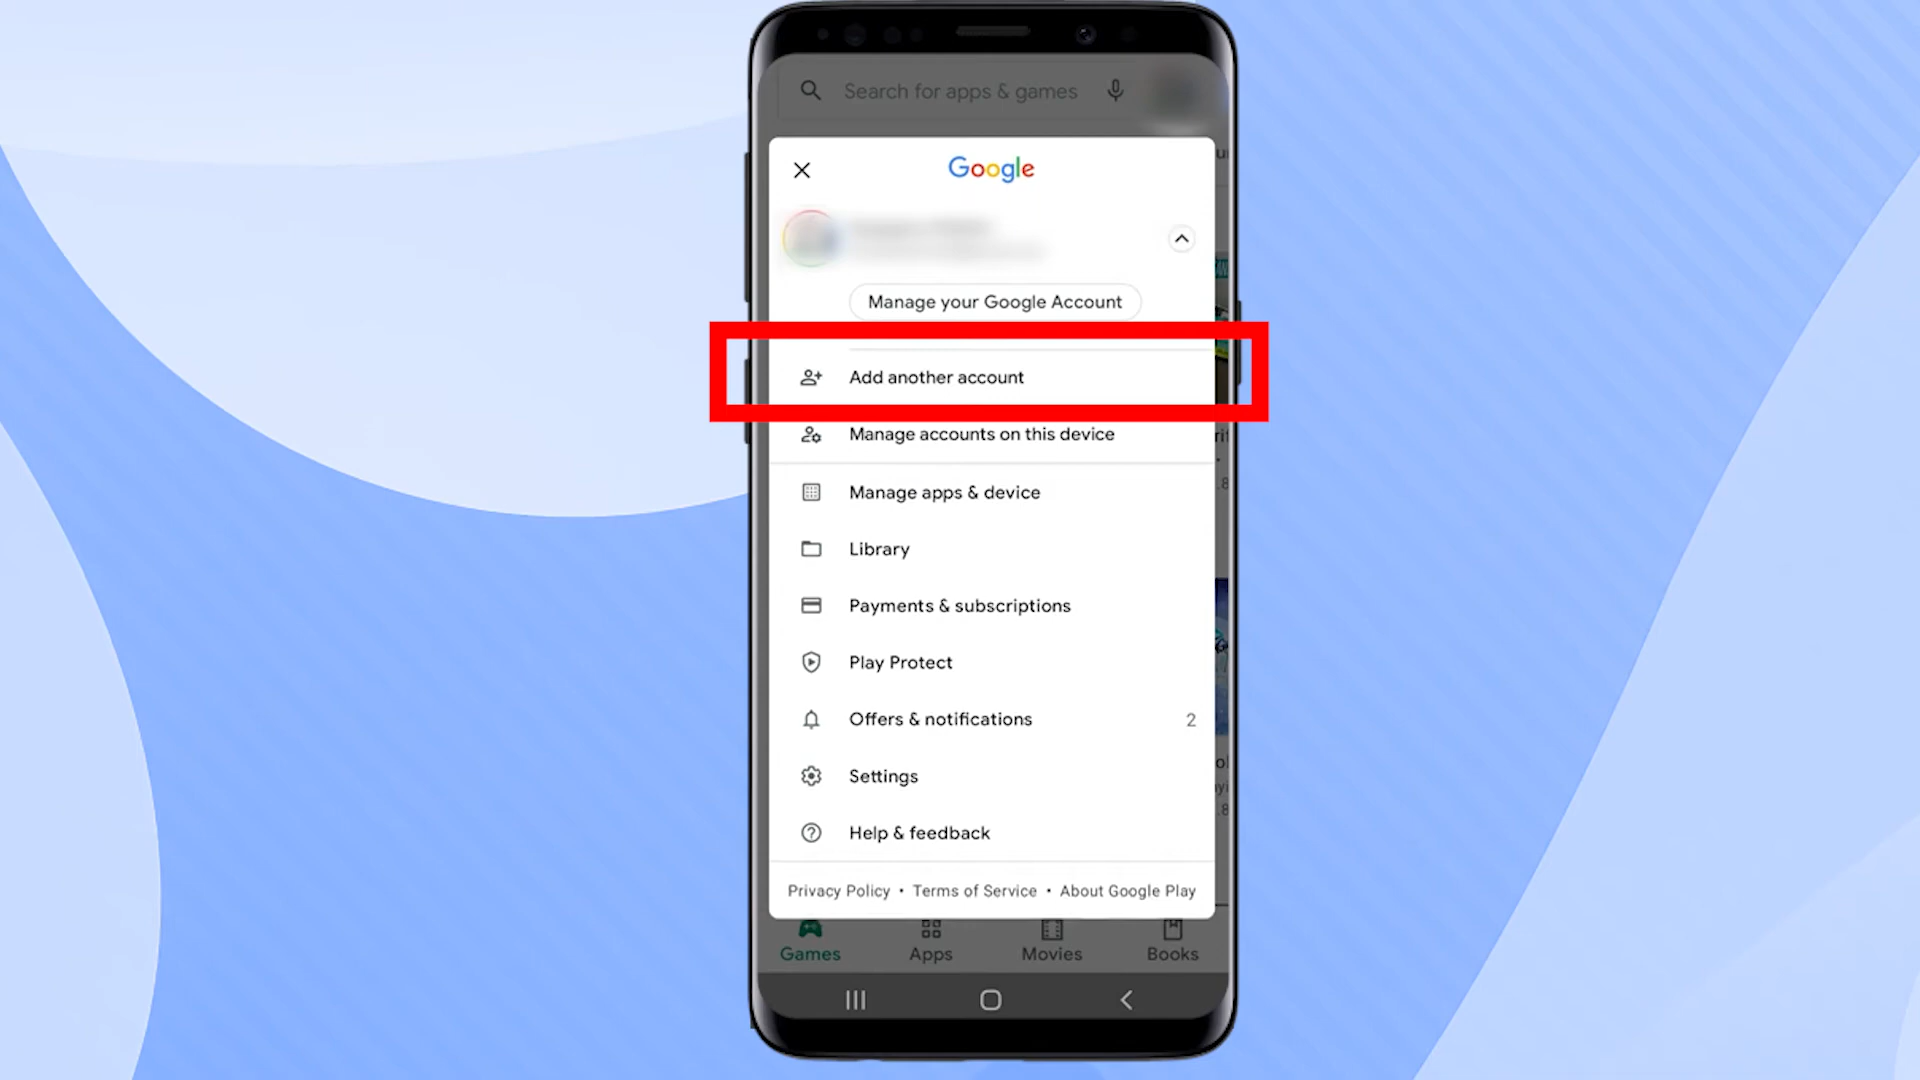 Search for apps & games
Google
Manage your Google Account
Add another account
Manage accounts on this device
Manage apps & device
Library
Payments & subscriptions
Play Protect
Offers & notifications 2
Settings
Help & feedback
Privacy Policy • Terms of Service • About Google Play
Games Apps Movies Books